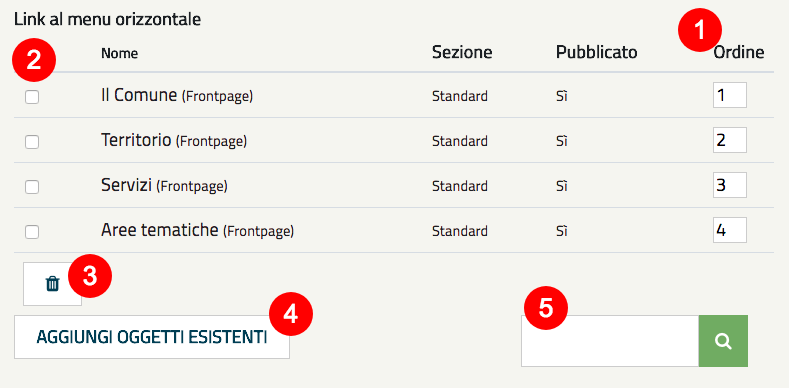 Link al menu orizzontale
1
2
Nome Sezione Pubblicato Ordine
Il Comune (Frontpage) Standard Sì 1
Territorio (Frontpage) Standard Sì 2
Servizi (Frontpage) Standard Sì 3
Aree tematiche (Frontpage) Standard Sì 4
3
4
5
AGGIUNGI OGGETTI ESISTENTI